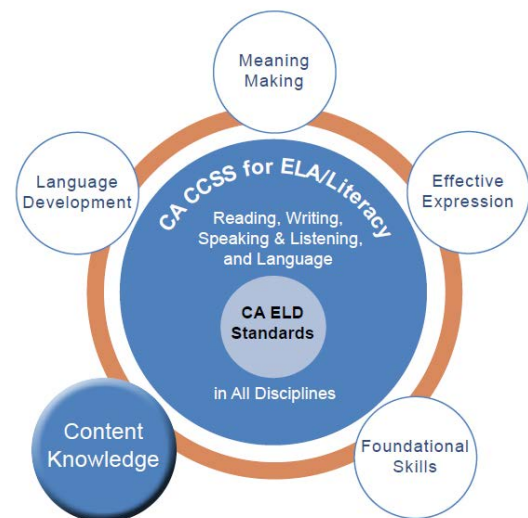 Meaning
Making
Language
Development
Effective
Expression
CA CCSS for ELA/Literacy
Reading, Writing,
Speaking & Listening,
and Language
CA ELD
Standards
in All Disciplines
Content
Knowledge
Foundational
Skills